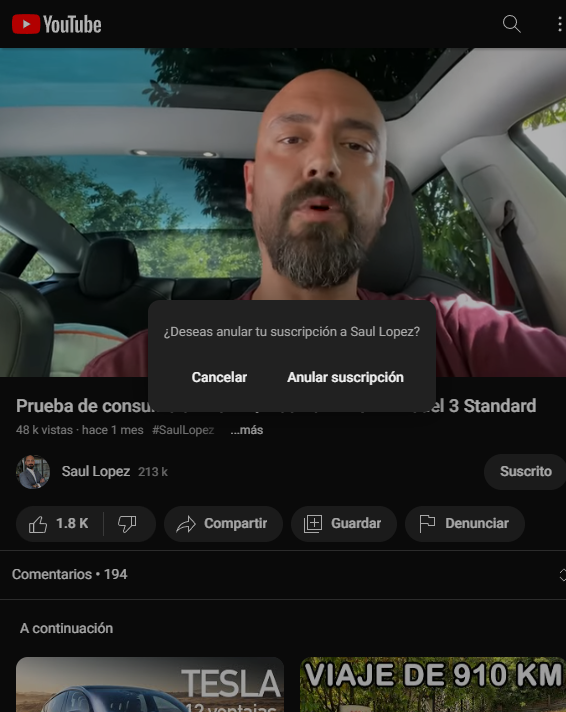 YouTube
¿Deseas anular tu suscripción a Saul Lopez?
Cancelar Anular suscripción
Prueba de consu 3 Standard
48 k vistas · hace 1 mes #SaulLopez ...más
Saul Lopez 213 k
Suscrito
1.8 K
Compartir
Guardar
Denunciar
Comentarios • 194
A continuación
TESLA
12 ventajas
VIAJE DE 910 KM